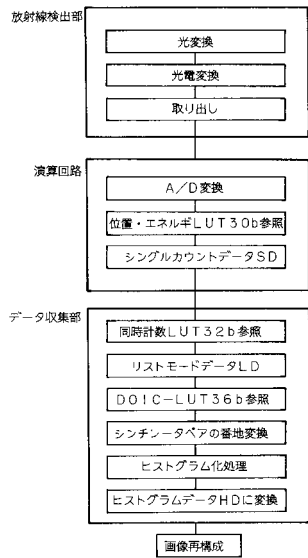 放射線検出部
光変換
光電変換
取り出し
演算回路
A/D変換
位置・エネルギLUT30b参照
シングルカウントデータSD
データ収集部
同時計数LUT32b参照
リストモードデータLD
DOIC-LUT36b参照
シンチレータペアの番地変換
ヒストグラム化処理
ヒストグラムデータHDに変換
画像再構成